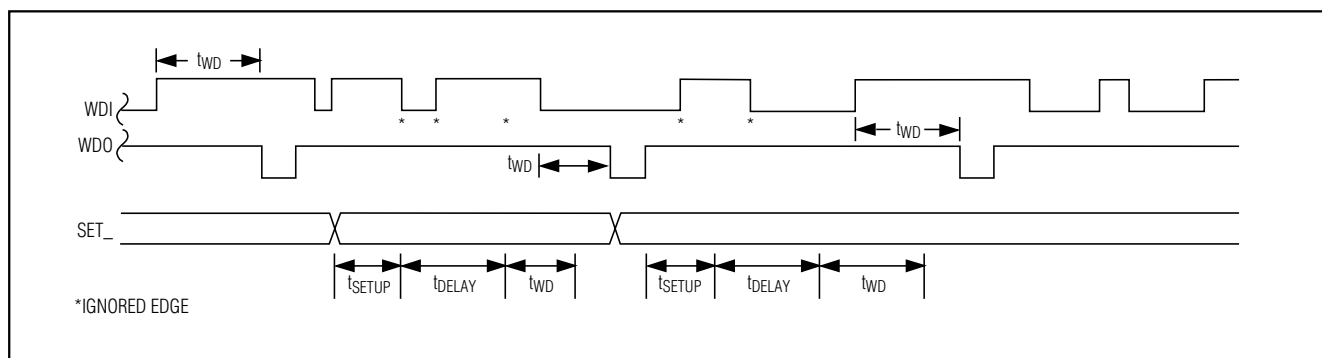 tWD
WDI
* * * * *
WDO
tWD
tWD
SET_
tSETUP tDELAY tWD tSETUP tDELAY tWD
*IGNORED EDGE